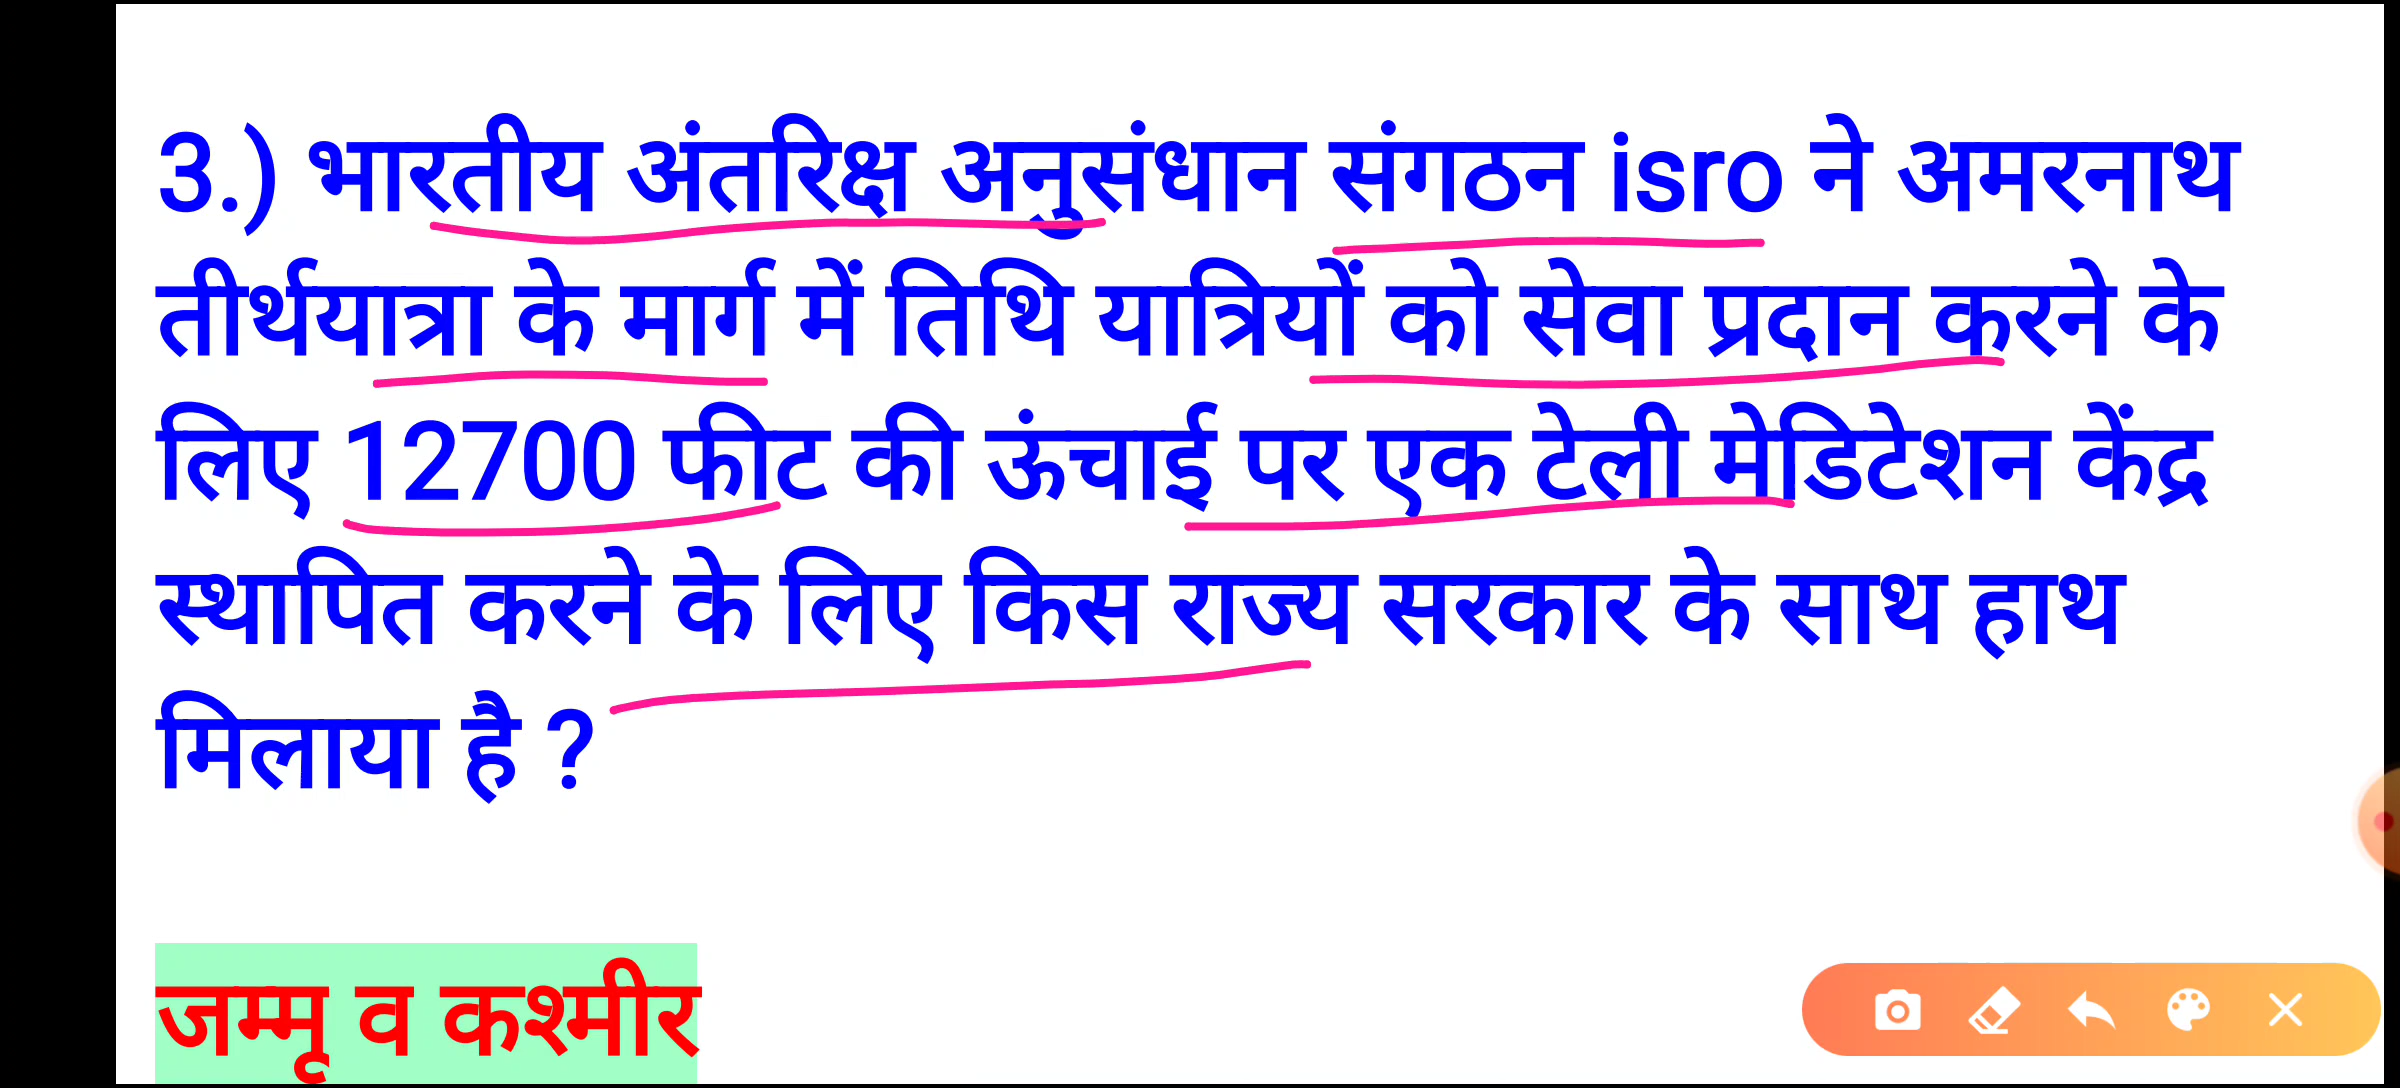 3.) भारतीय अंतरिक्ष अनुसंधान संगठन isro ने अमरनाथ
तीर्थयात्रा के मार्ग में तिथि यात्रियों को सेवा प्रदान करने के
लिए 12700 फीट की ऊंचाई पर एक टेली मेडिटेशन केंद्र
स्थापित करने के लिए किस राज्य सरकार के साथ हाथ
मिलाया है ?
जम्मू व कश्मीर